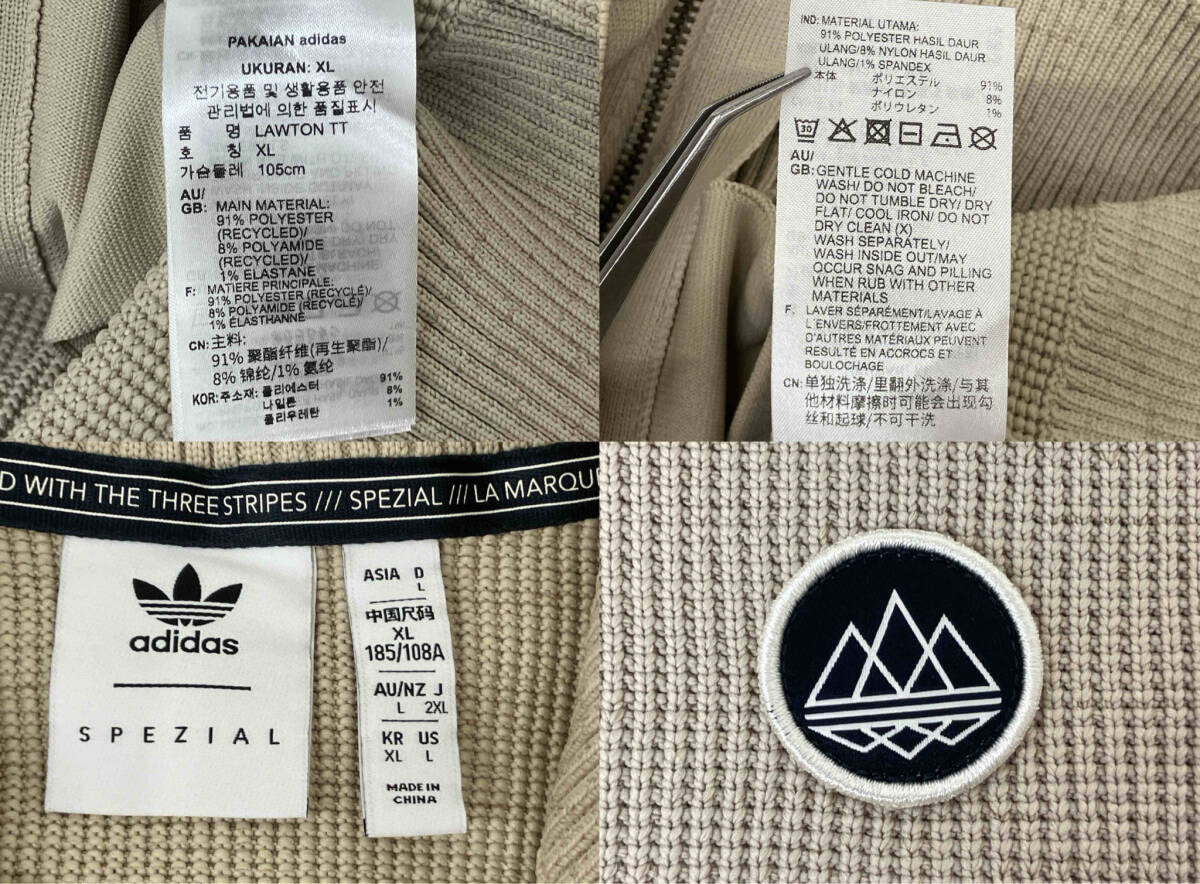 PAKAIAN adidas
UKURAN: XL
전기용품 및 생활용품 안전
관리법에 의한 품질표시
품 명 LAWTON TT
호 칭 XL
가슴둘레 105cm
AU/
GB: MAIN MATERIAL:
91% POLYESTER
(RECYCLED)/
8% POLYAMIDE
(RECYCLED)/
1% ELASTANE
F: MATIERE PRINCIPALE:
91% POLYESTER (RECYCLÉ)/
8% POLYAMIDE (RECYCLÉ)/
1% ÉLASTHANNE
CN: 主料:
91% 聚酯纤维(再生聚酯)/
8% 锦纶/1% 氨纶
KOR: 주소재: 폴리에스터 91%
나일론 8%
폴리우레탄 1%
IND: MATERIAL UTAMA:
91% POLYESTER HASIL DAUR
ULANG/8% NYLON HASIL DAUR
ULANG/1% SPANDEX
本体 ポリエステル 91%
ナイロン 8%
ポリウレタン 1%
30
AU/
GB: GENTLE COLD MACHINE
WASH/ DO NOT BLEACH/
DO NOT TUMBLE DRY/ DRY
FLAT/ COOL IRON/ DO NOT
DRY CLEAN (X)
WASH SEPARATELY/
WASH INSIDE OUT/MAY
OCCUR SNAG AND PILLING
WHEN RUB WITH OTHER
MATERIALS
F: LAVER SÉPARÉMENT/LAVAGE À
L'ENVERS/FROTTEMENT AVEC
D'AUTRES MATÉRIAUX PEUVENT
RESULTÉ EN ACCROCS ET
BOULOCHAGE
CN: 单独洗涤/里翻外洗涤/与其
他材料摩擦时可能会出现勾
丝和起球/不可干洗
D WITH THE THREE STRIPES /// SPEZIAL /// LA MARQU
adidas
SPEZIAL
ASIA D
L
中国尺码
XL
185/108A
AU/NZ J
L 2XL
KR US
XL L
MADE IN
CHINA